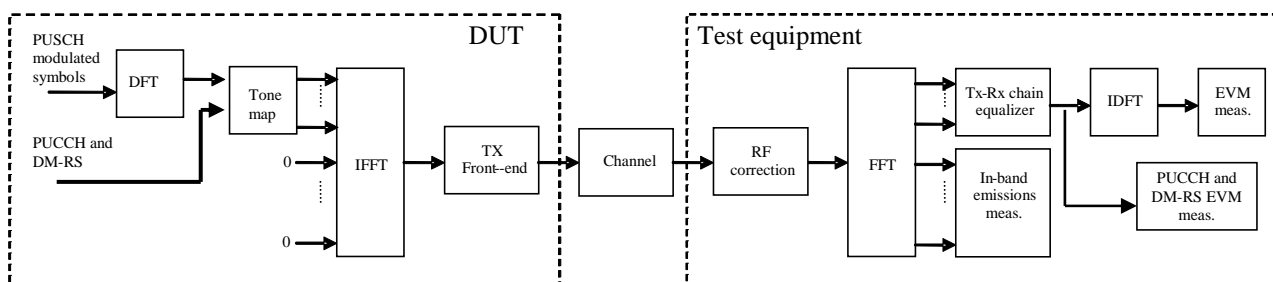 DUT
Test equipment
PUSCH
modulated
symbols
DFT
Tone
map
PUCCH and
DM-RS
0
0
IFFT
TX
Front--end
Channel
RF
correction
FFT
Tx-Rx chain
equalizer
IDFT
EVM
meas.
In-band
emissions
meas.
PUCCH and
DM-RS EVM
meas.